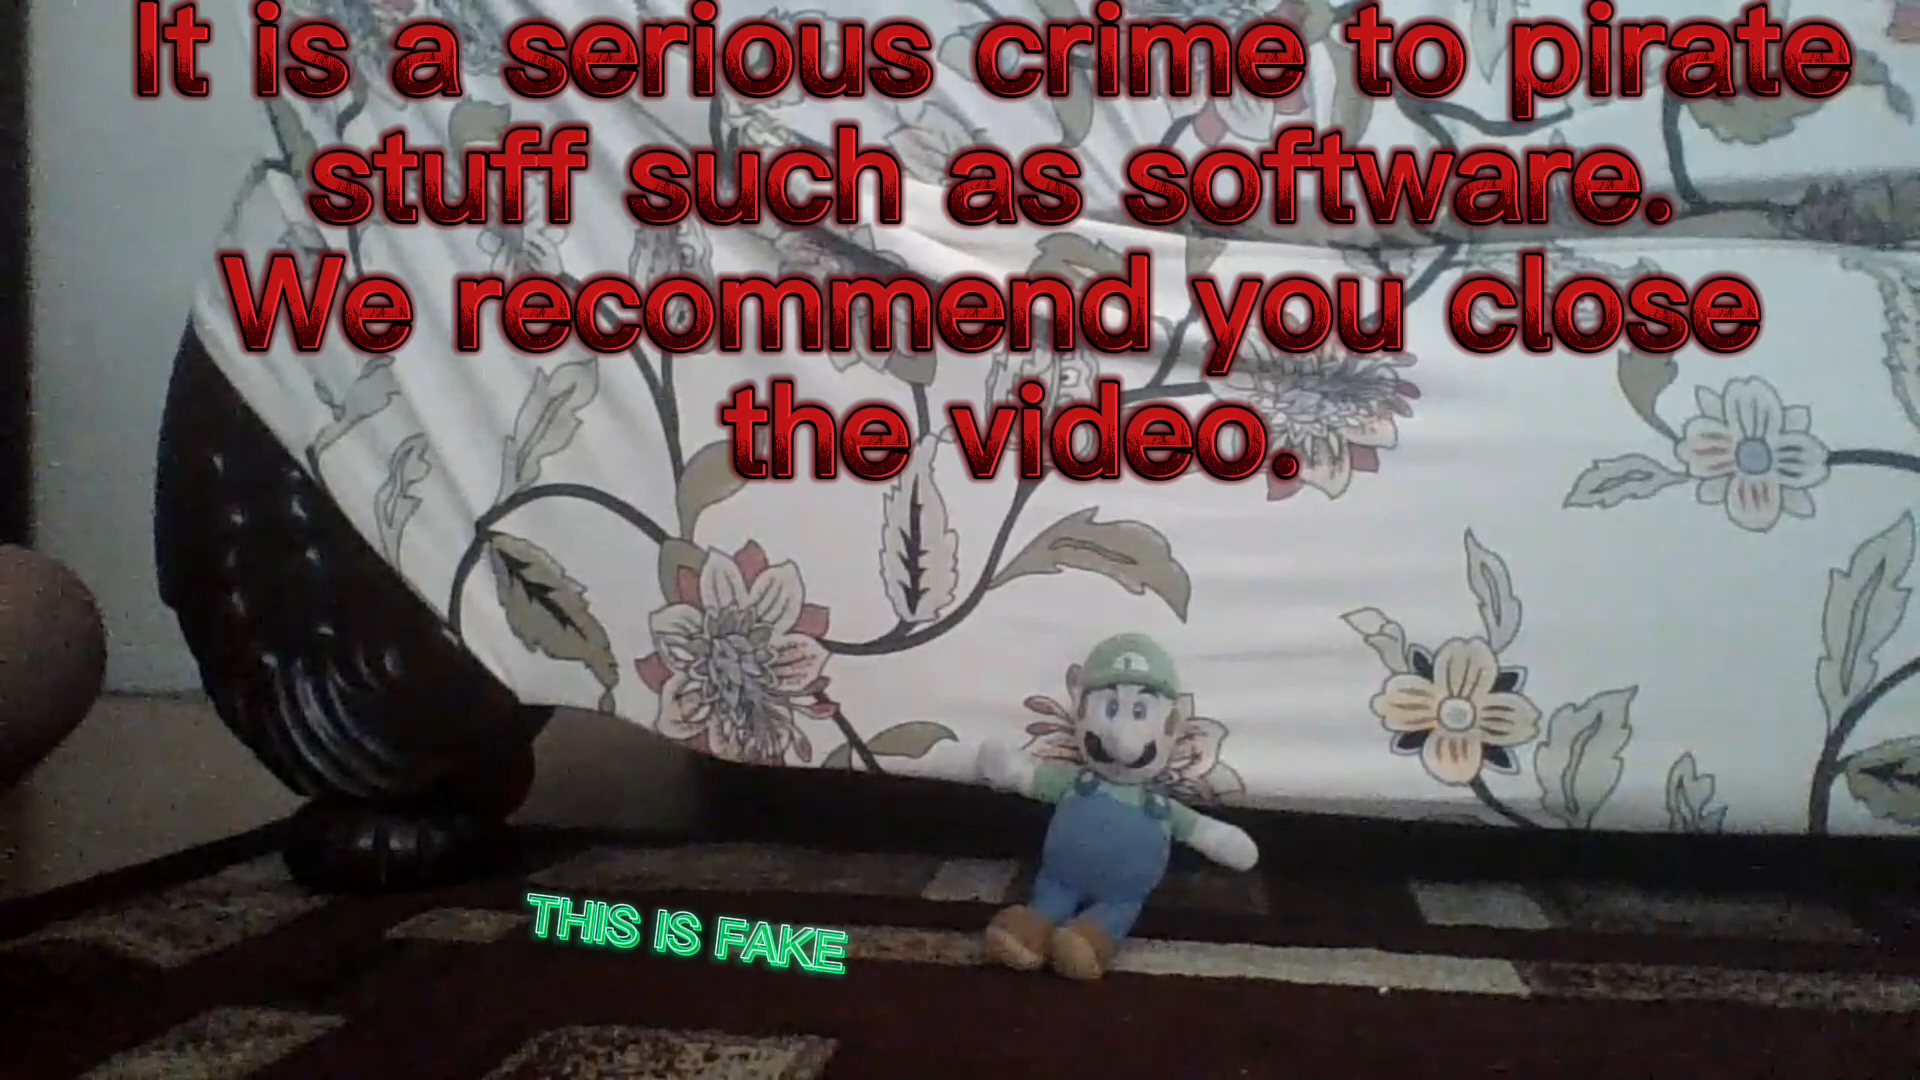 It is a serious crime to pirate
stuff such as software.
We recommend you close
the video.
THIS IS FAKE